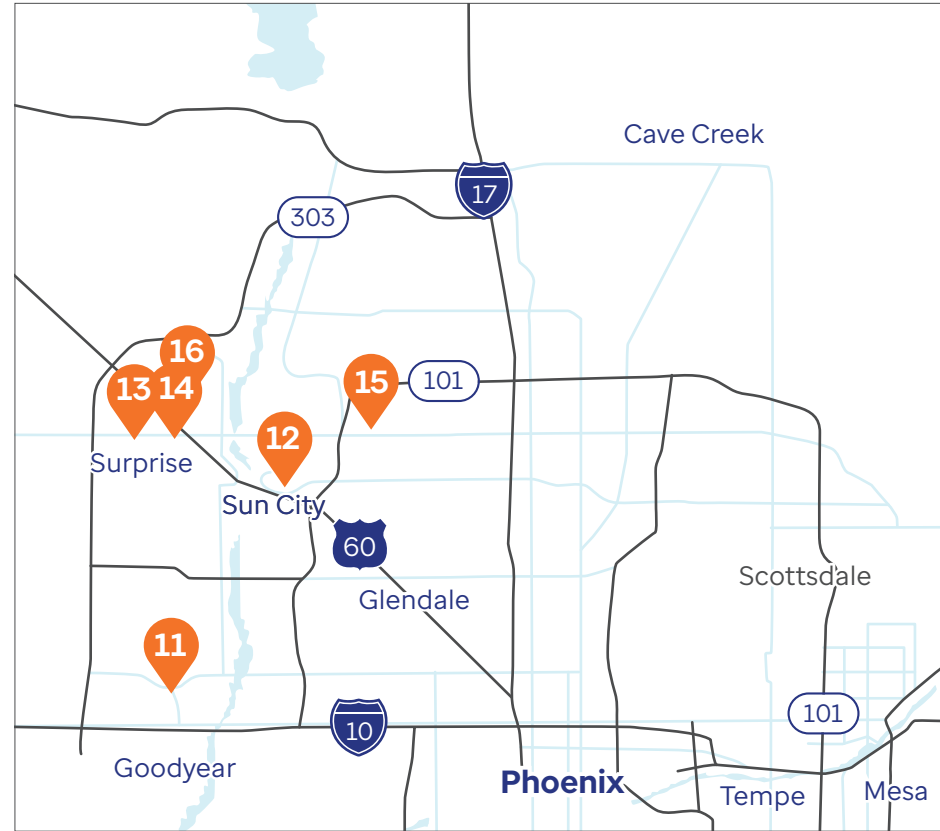 Cave Creek
17
303
16
13
14
15
101
12
Surprise
Sun City
60
Scottsdale
Glendale
11
101
10
Goodyear
Phoenix
Tempe
Mesa